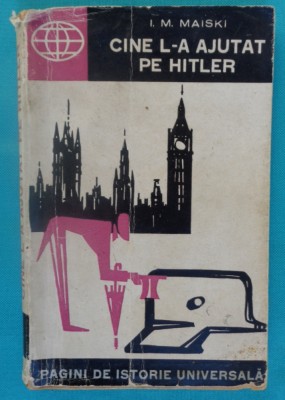 I. M. MAISKI
CINE L-A AJUTAT
PE HITLER
PAGINI DE ISTORIE UNIVERSALĂ